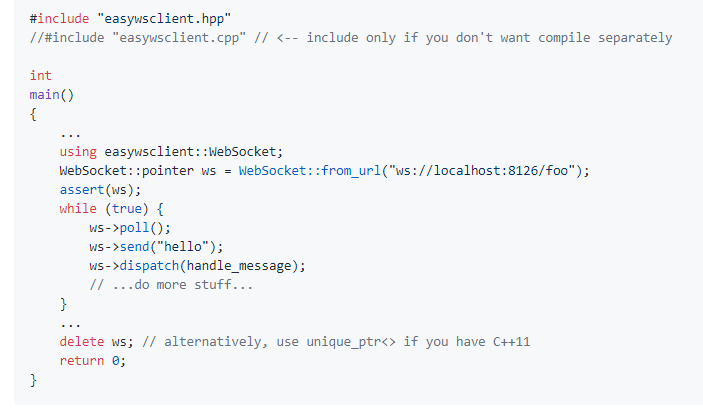 #include "easywsclient.hpp"
//#include "easywsclient.cpp" // <-- include only if you don't want compile separately

int
main()
{
    ...
    using easywsclient::WebSocket;
    WebSocket::pointer ws = WebSocket::from_url("ws://localhost:8126/foo");
    assert(ws);
    while (true) {
        ws->poll();
        ws->send("hello");
        ws->dispatch(handle_message);
        // ...do more stuff...
    }
    ...
    delete ws; // alternatively, use unique_ptr<> if you have C++11
    return 0;
}